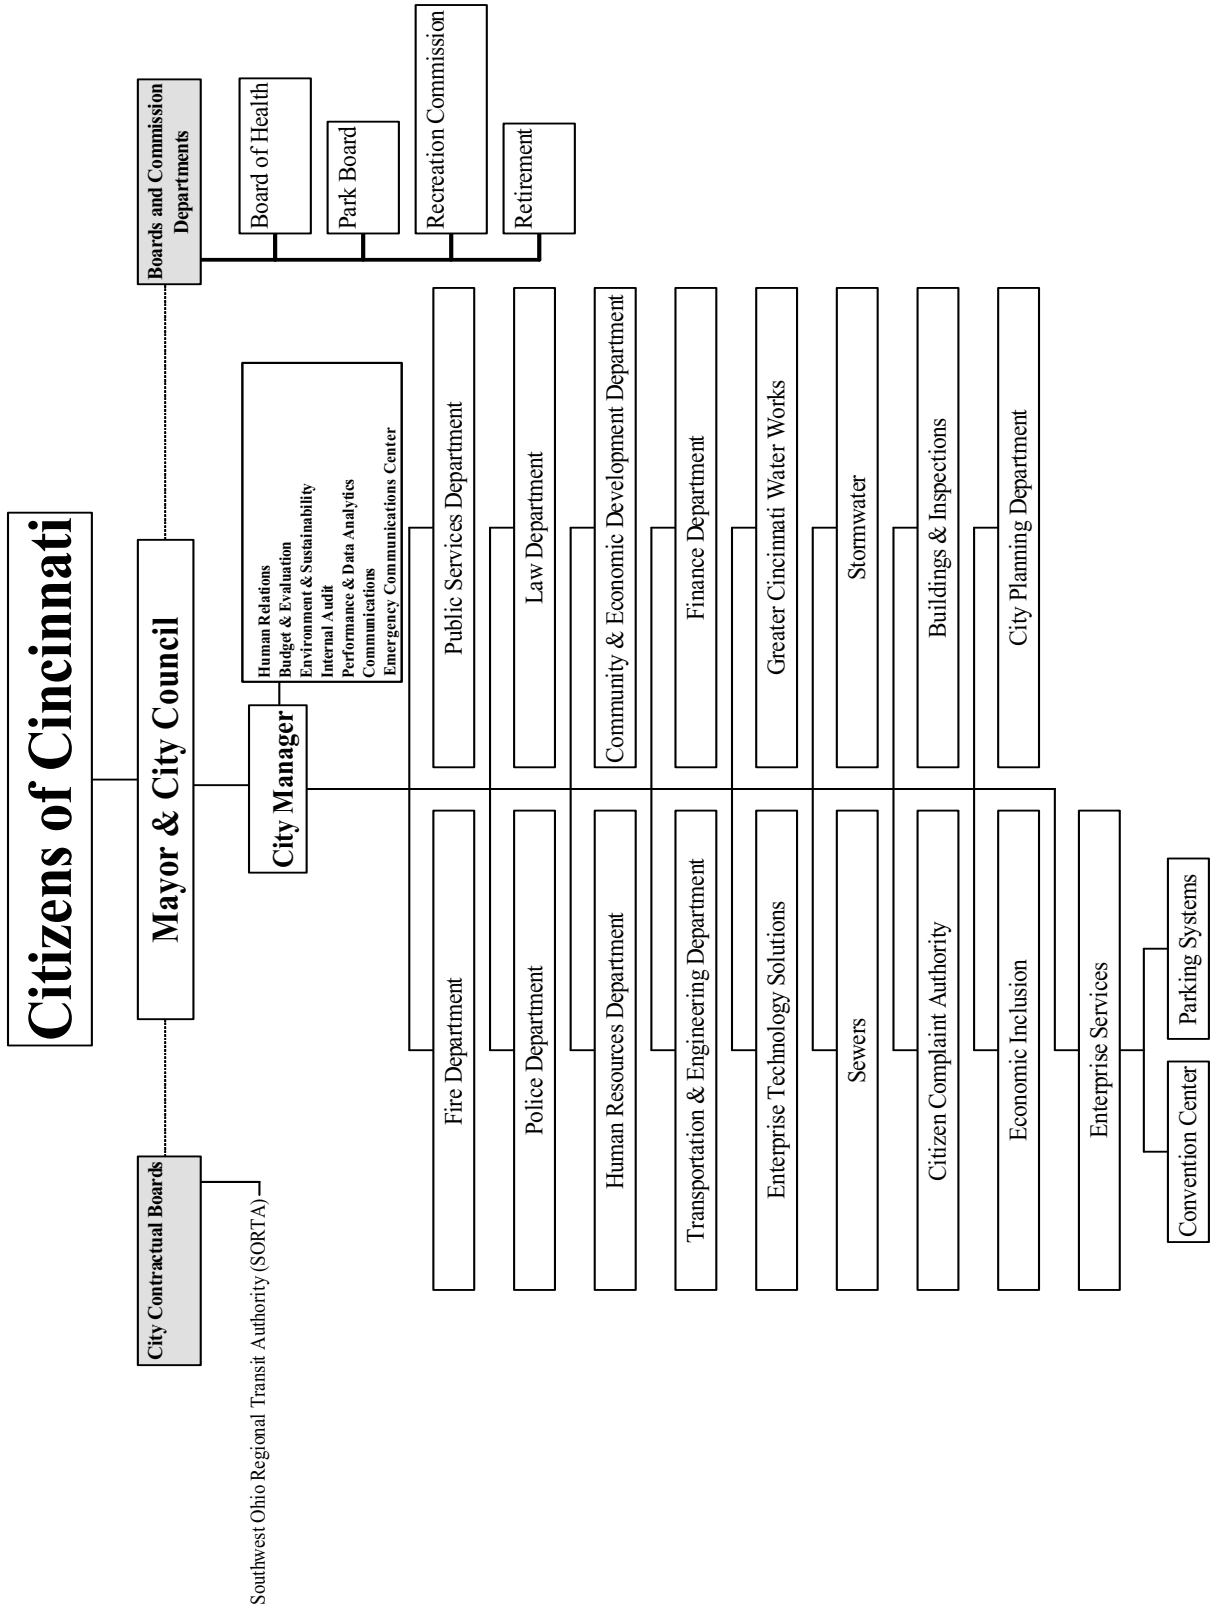 Citizens of Cincinnati
City Contractual Boards
Mayor & City Council
Boards and Commission
Departments
Southwest Ohio Regional Transit Authority (SORTA)
City Manager
Human Relations
Budget & Evaluation
Environment & Sustainability
Internal Audit
Performance & Data Analytics
Communications
Emergency Communications Center
Board of Health
Park Board
Recreation Commission
Retirement
Fire Department
Public Services Department
Police Department
Law Department
Human Resources Department
Community & Economic Development Department
Transportation & Engineering Department
Finance Department
Enterprise Technology Solutions
Greater Cincinnati Water Works
Sewers
Stormwater
Citizen Complaint Authority
Buildings & Inspections
Economic Inclusion
City Planning Department
Enterprise Services
Convention Center
Parking Systems